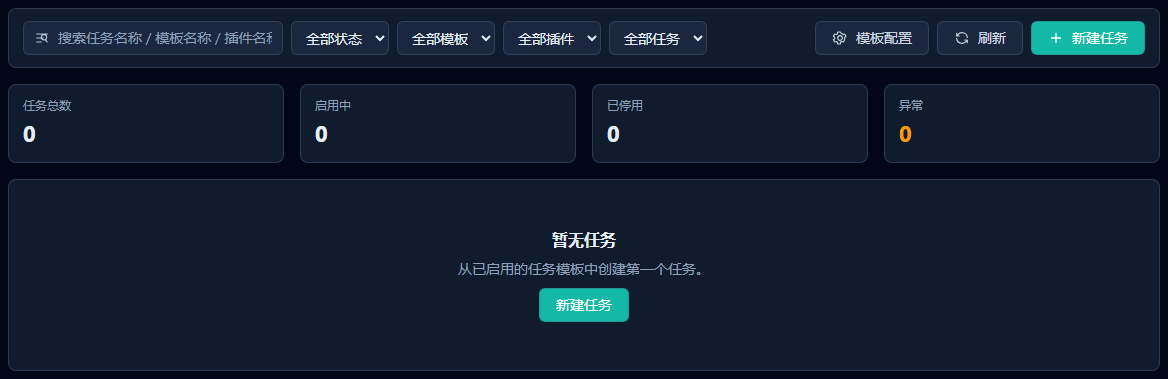 搜索任务名称 / 模板名称 / 插件名称 全部状态 全部模板 全部插件 全部任务 模板配置 刷新 新建任务
任务总数 启用中 已停用 异常
0 0 0 0
暂无任务
从已启用的任务模板中创建第一个任务。
新建任务